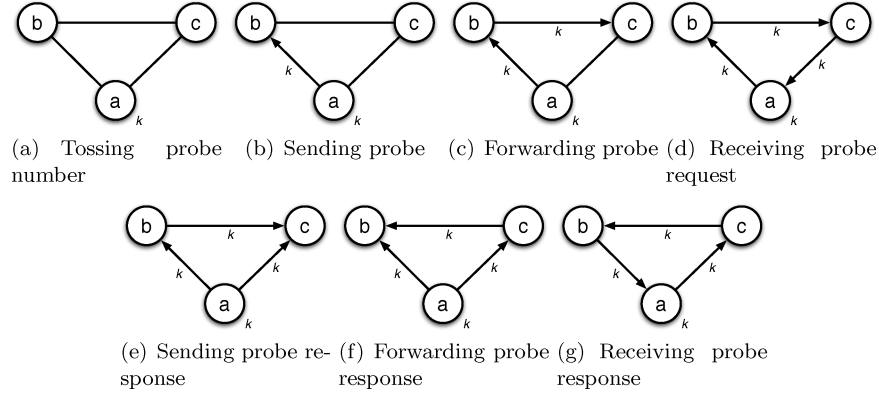 b c b c b c b c
k k
k k k k
a a a a
k k k k
(a) Tossing probe number
(b) Sending probe
(c) Forwarding probe
(d) Receiving probe request
b c b c b c
k k k
k k k k k k
a a a
k k k
(e) Sending probe re-
sponse
(f) Forwarding probe
response
(g) Receiving probe
response